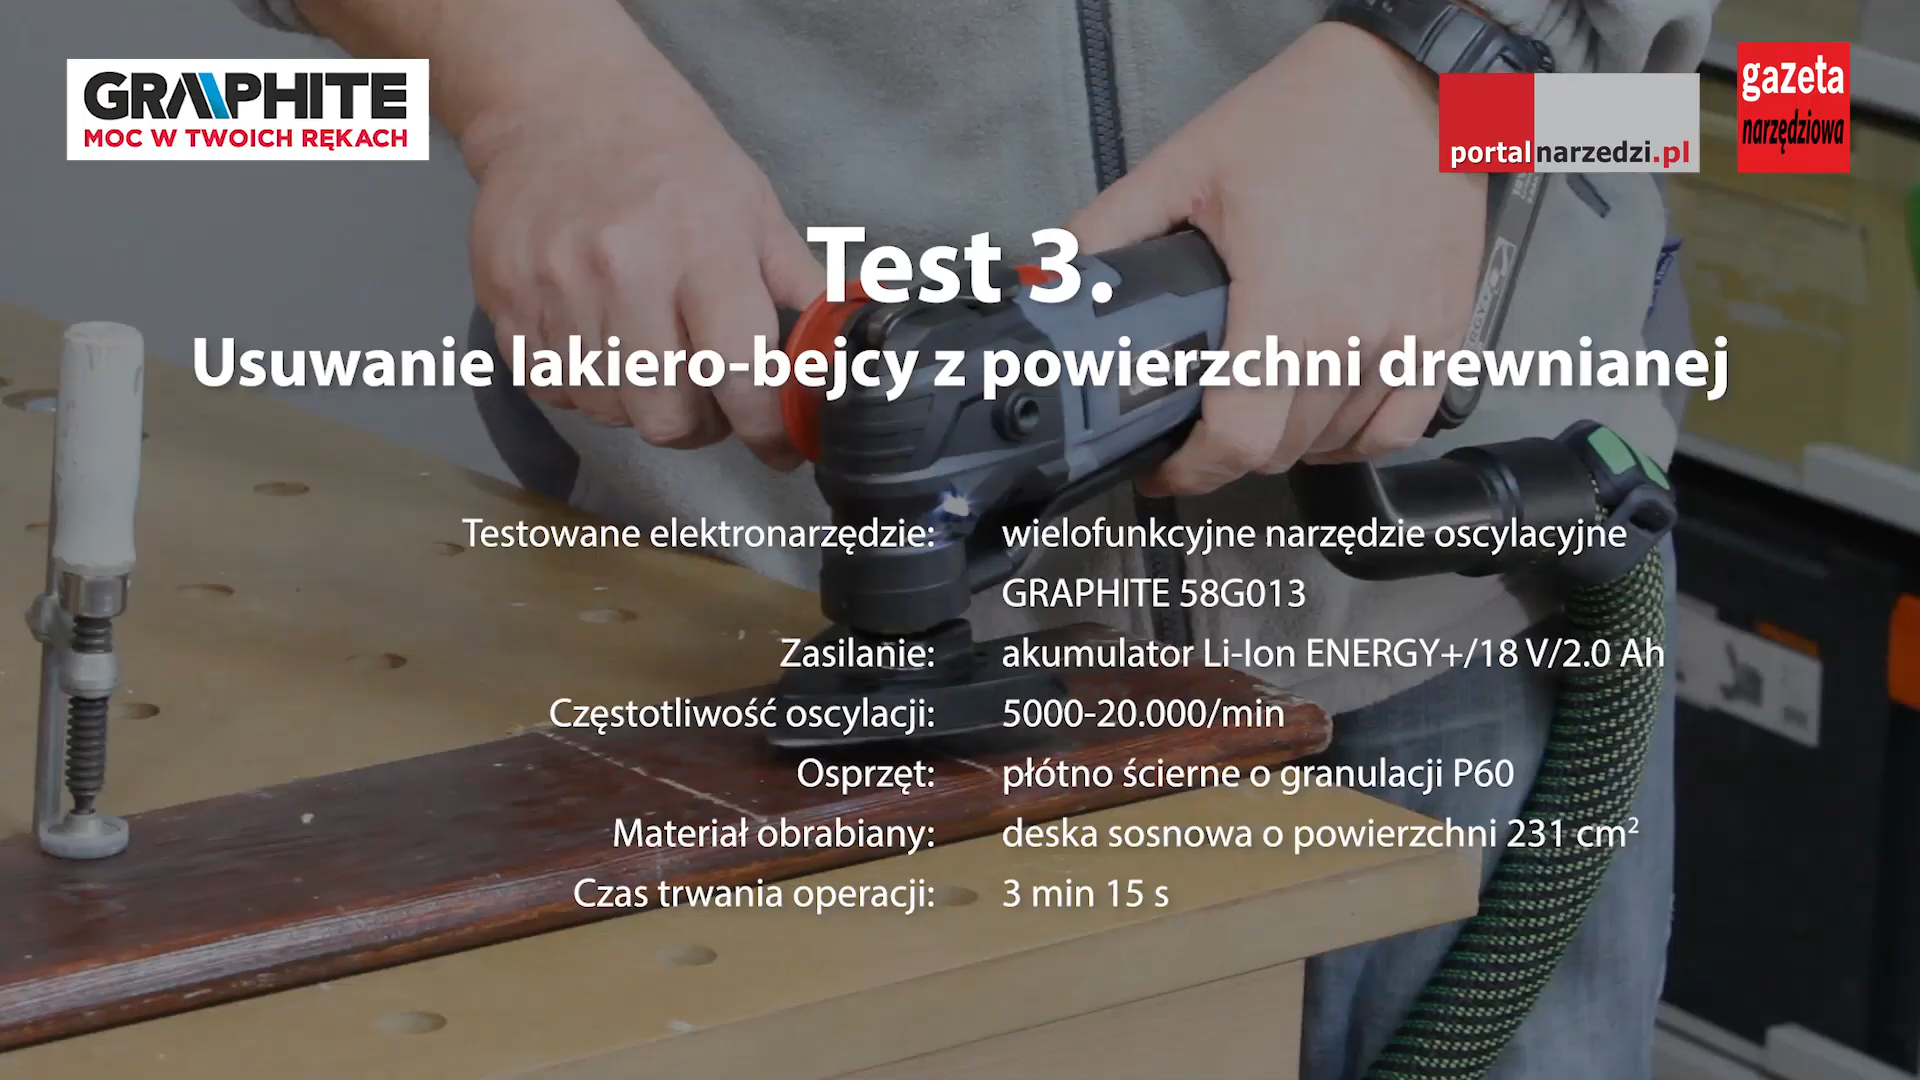 GRAPHITE
MOC W TWOICH RĘKACH
portalnarzedzi.pl
gazeta
narzędziowa
Test 3.
Usuwanie lakiero-bejcy z powierzchni drewnianej
Testowane elektronarzędzie: wielofunkcyjne narzędzie oscylacyjne
GRAPHITE 58G013
Zasilanie: akumulator Li-Ion ENERGY+/18 V/2.0 Ah
Częstotliwość oscylacji: 5000-20.000/min
Osprzęt: płótno ścierne o granulacji P60
Materiał obrabiany: deska sosnowa o powierzchni 231 cm²
Czas trwania operacji: 3 min 15 s